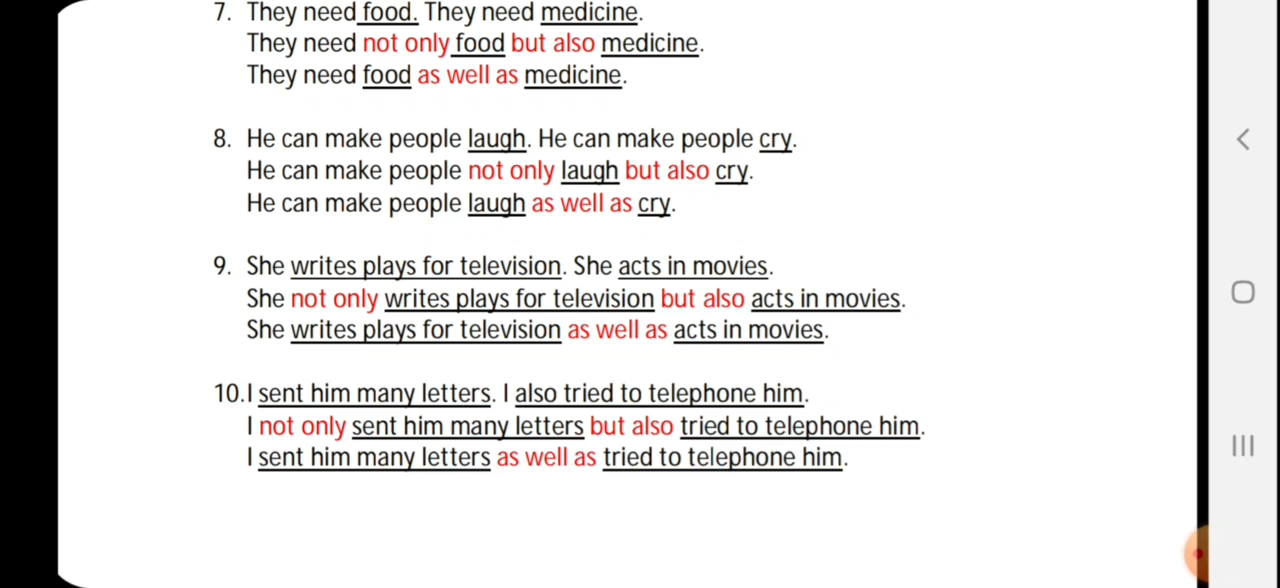 7. They need food. They need medicine.
They need not only food but also medicine.
They need food as well as medicine.
8. He can make people laugh. He can make people cry.
He can make people not only laugh but also cry.
He can make people laugh as well as cry.
9. She writes plays for television. She acts in movies.
She not only writes plays for television but also acts in movies.
She writes plays for television as well as acts in movies.
10.I sent him many letters. I also tried to telephone him.
I not only sent him many letters but also tried to telephone him.
I sent him many letters as well as tried to telephone him.